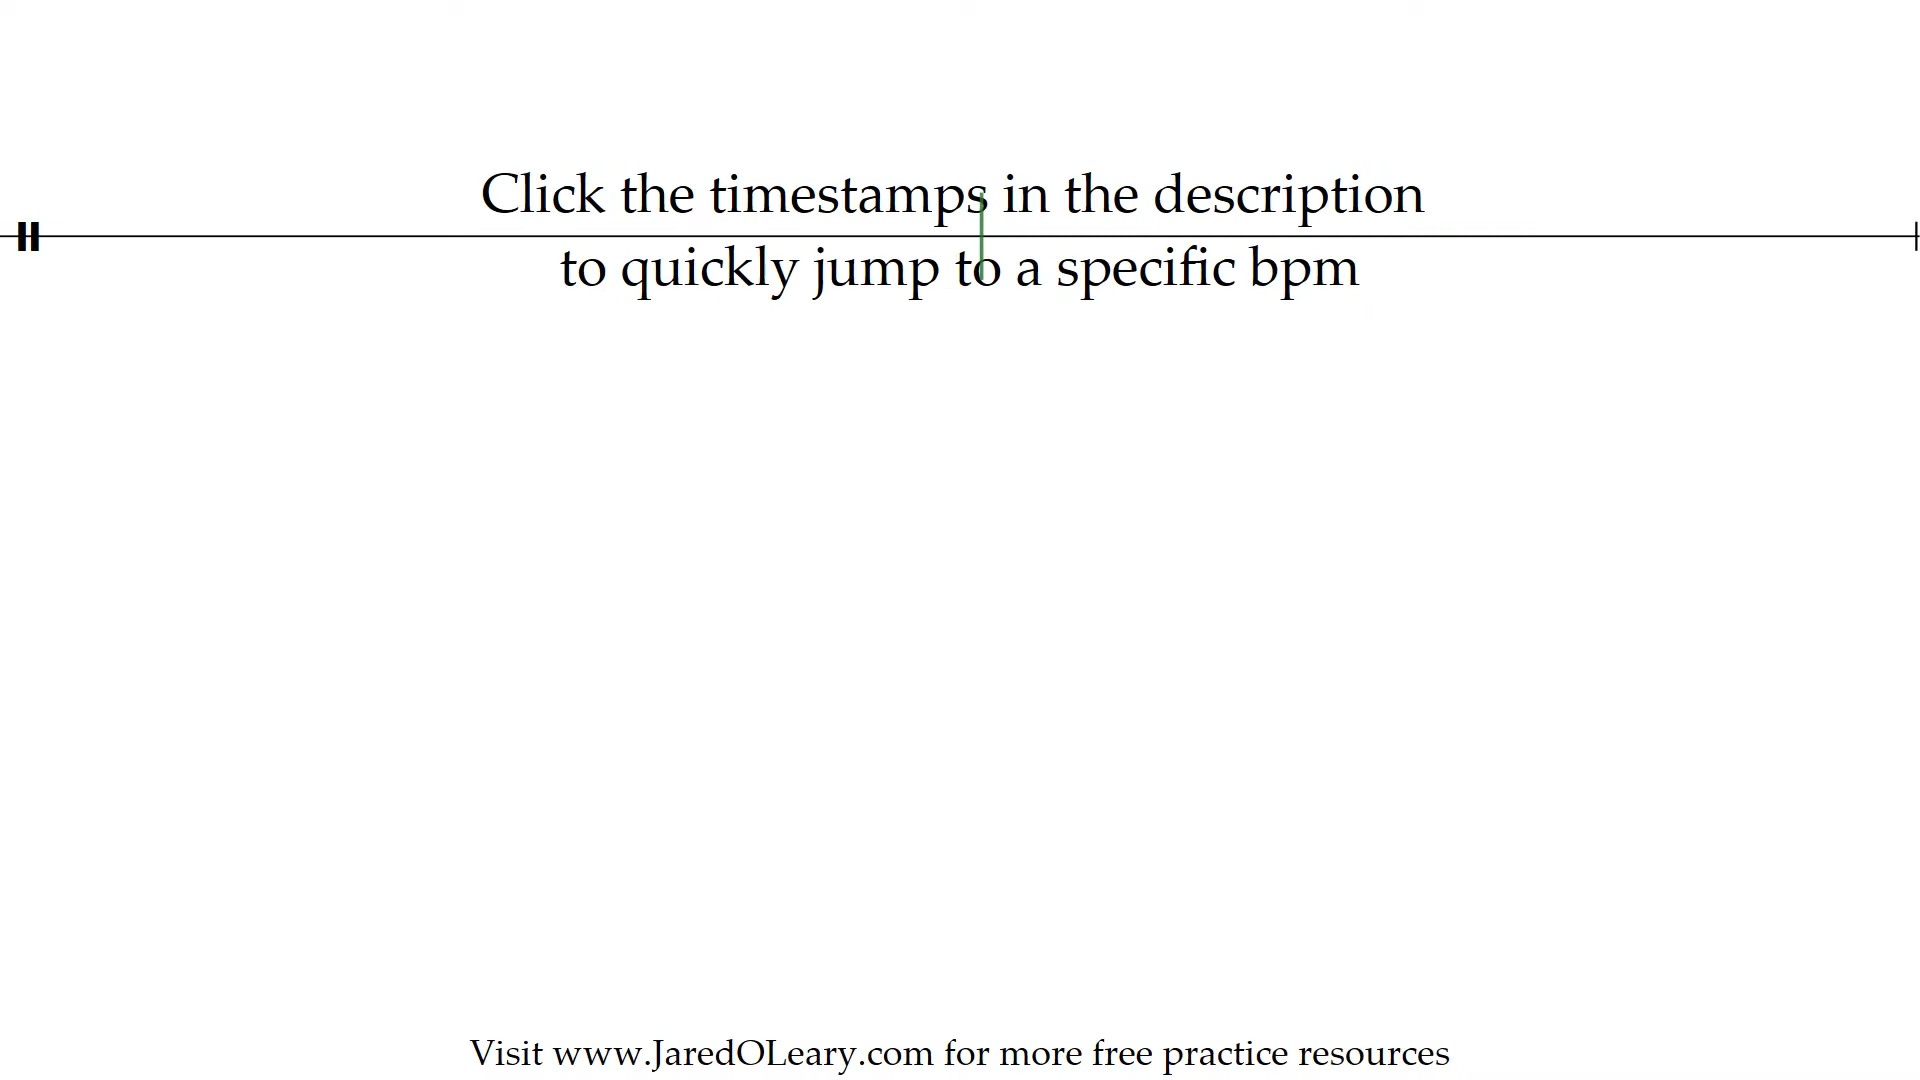 Click the timestamps in the description
to quickly jump to a specific bpm
Visit www.JaredOLeary.com for more free practice resources